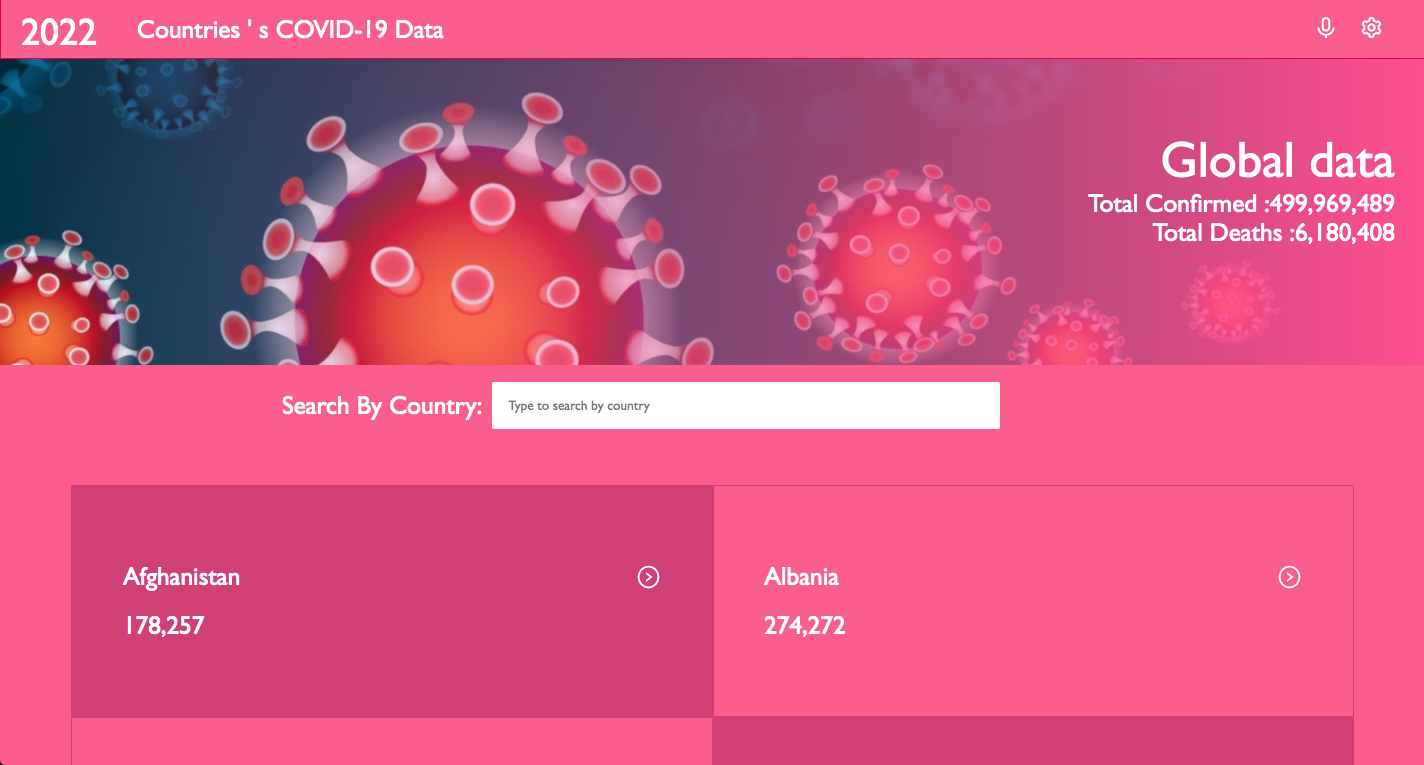 2022 Countries ' s COVID-19 Data
Global data
Total Confirmed :499,969,489
Total Deaths :6,180,408
Search By Country: Type to search by country
Afghanistan
178,257
Albania
274,272